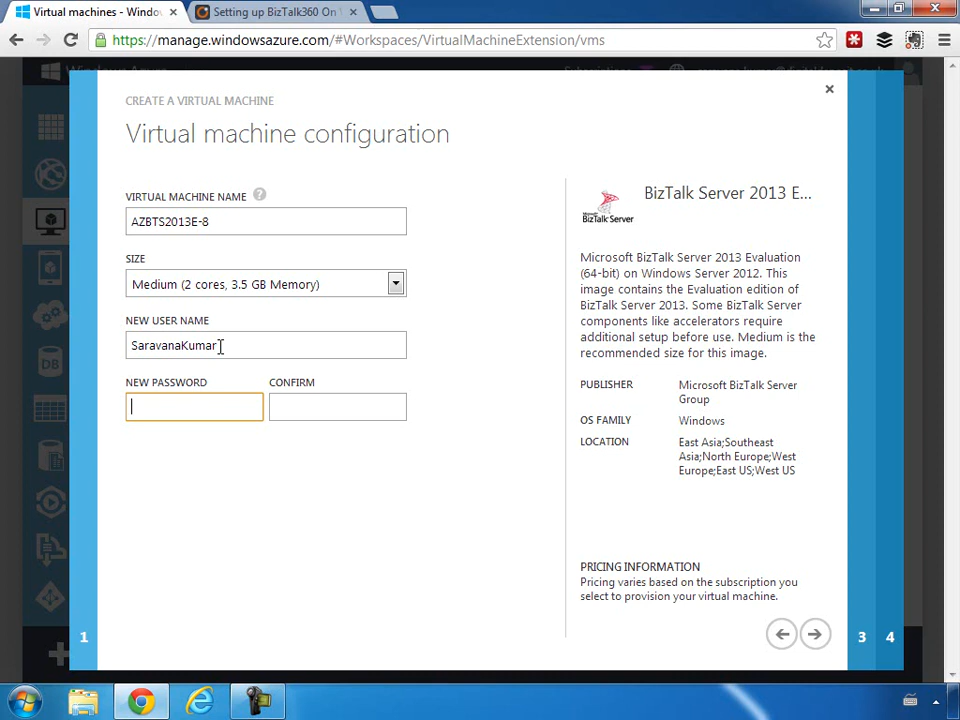 Virtual machines - Windo
Setting up BizTalk360 On
https://manage.windowsazure.com/#Workspaces/VirtualMachineExtension/vms
CREATE A VIRTUAL MACHINE
Virtual machine configuration
VIRTUAL MACHINE NAME
AZBTS2013E-8
SIZE
Medium (2 cores, 3.5 GB Memory)
NEW USER NAME
SaravanaKumar
NEW PASSWORD
CONFIRM
BizTalk Server
BizTalk Server 2013 E...
Microsoft BizTalk Server 2013 Evaluation
(64-bit) on Windows Server 2012. This
image contains the Evaluation edition of
BizTalk Server 2013. Some BizTalk Server
components like accelerators require
additional setup before use. Medium is the
recommended size for this image.
PUBLISHER
Microsoft BizTalk Server
Group
OS FAMILY
Windows
LOCATION
East Asia;Southeast
Asia;North Europe;West
Europe;East US;West US
PRICING INFORMATION
Pricing varies based on the subscription you
select to provision your virtual machine.
1
3
4